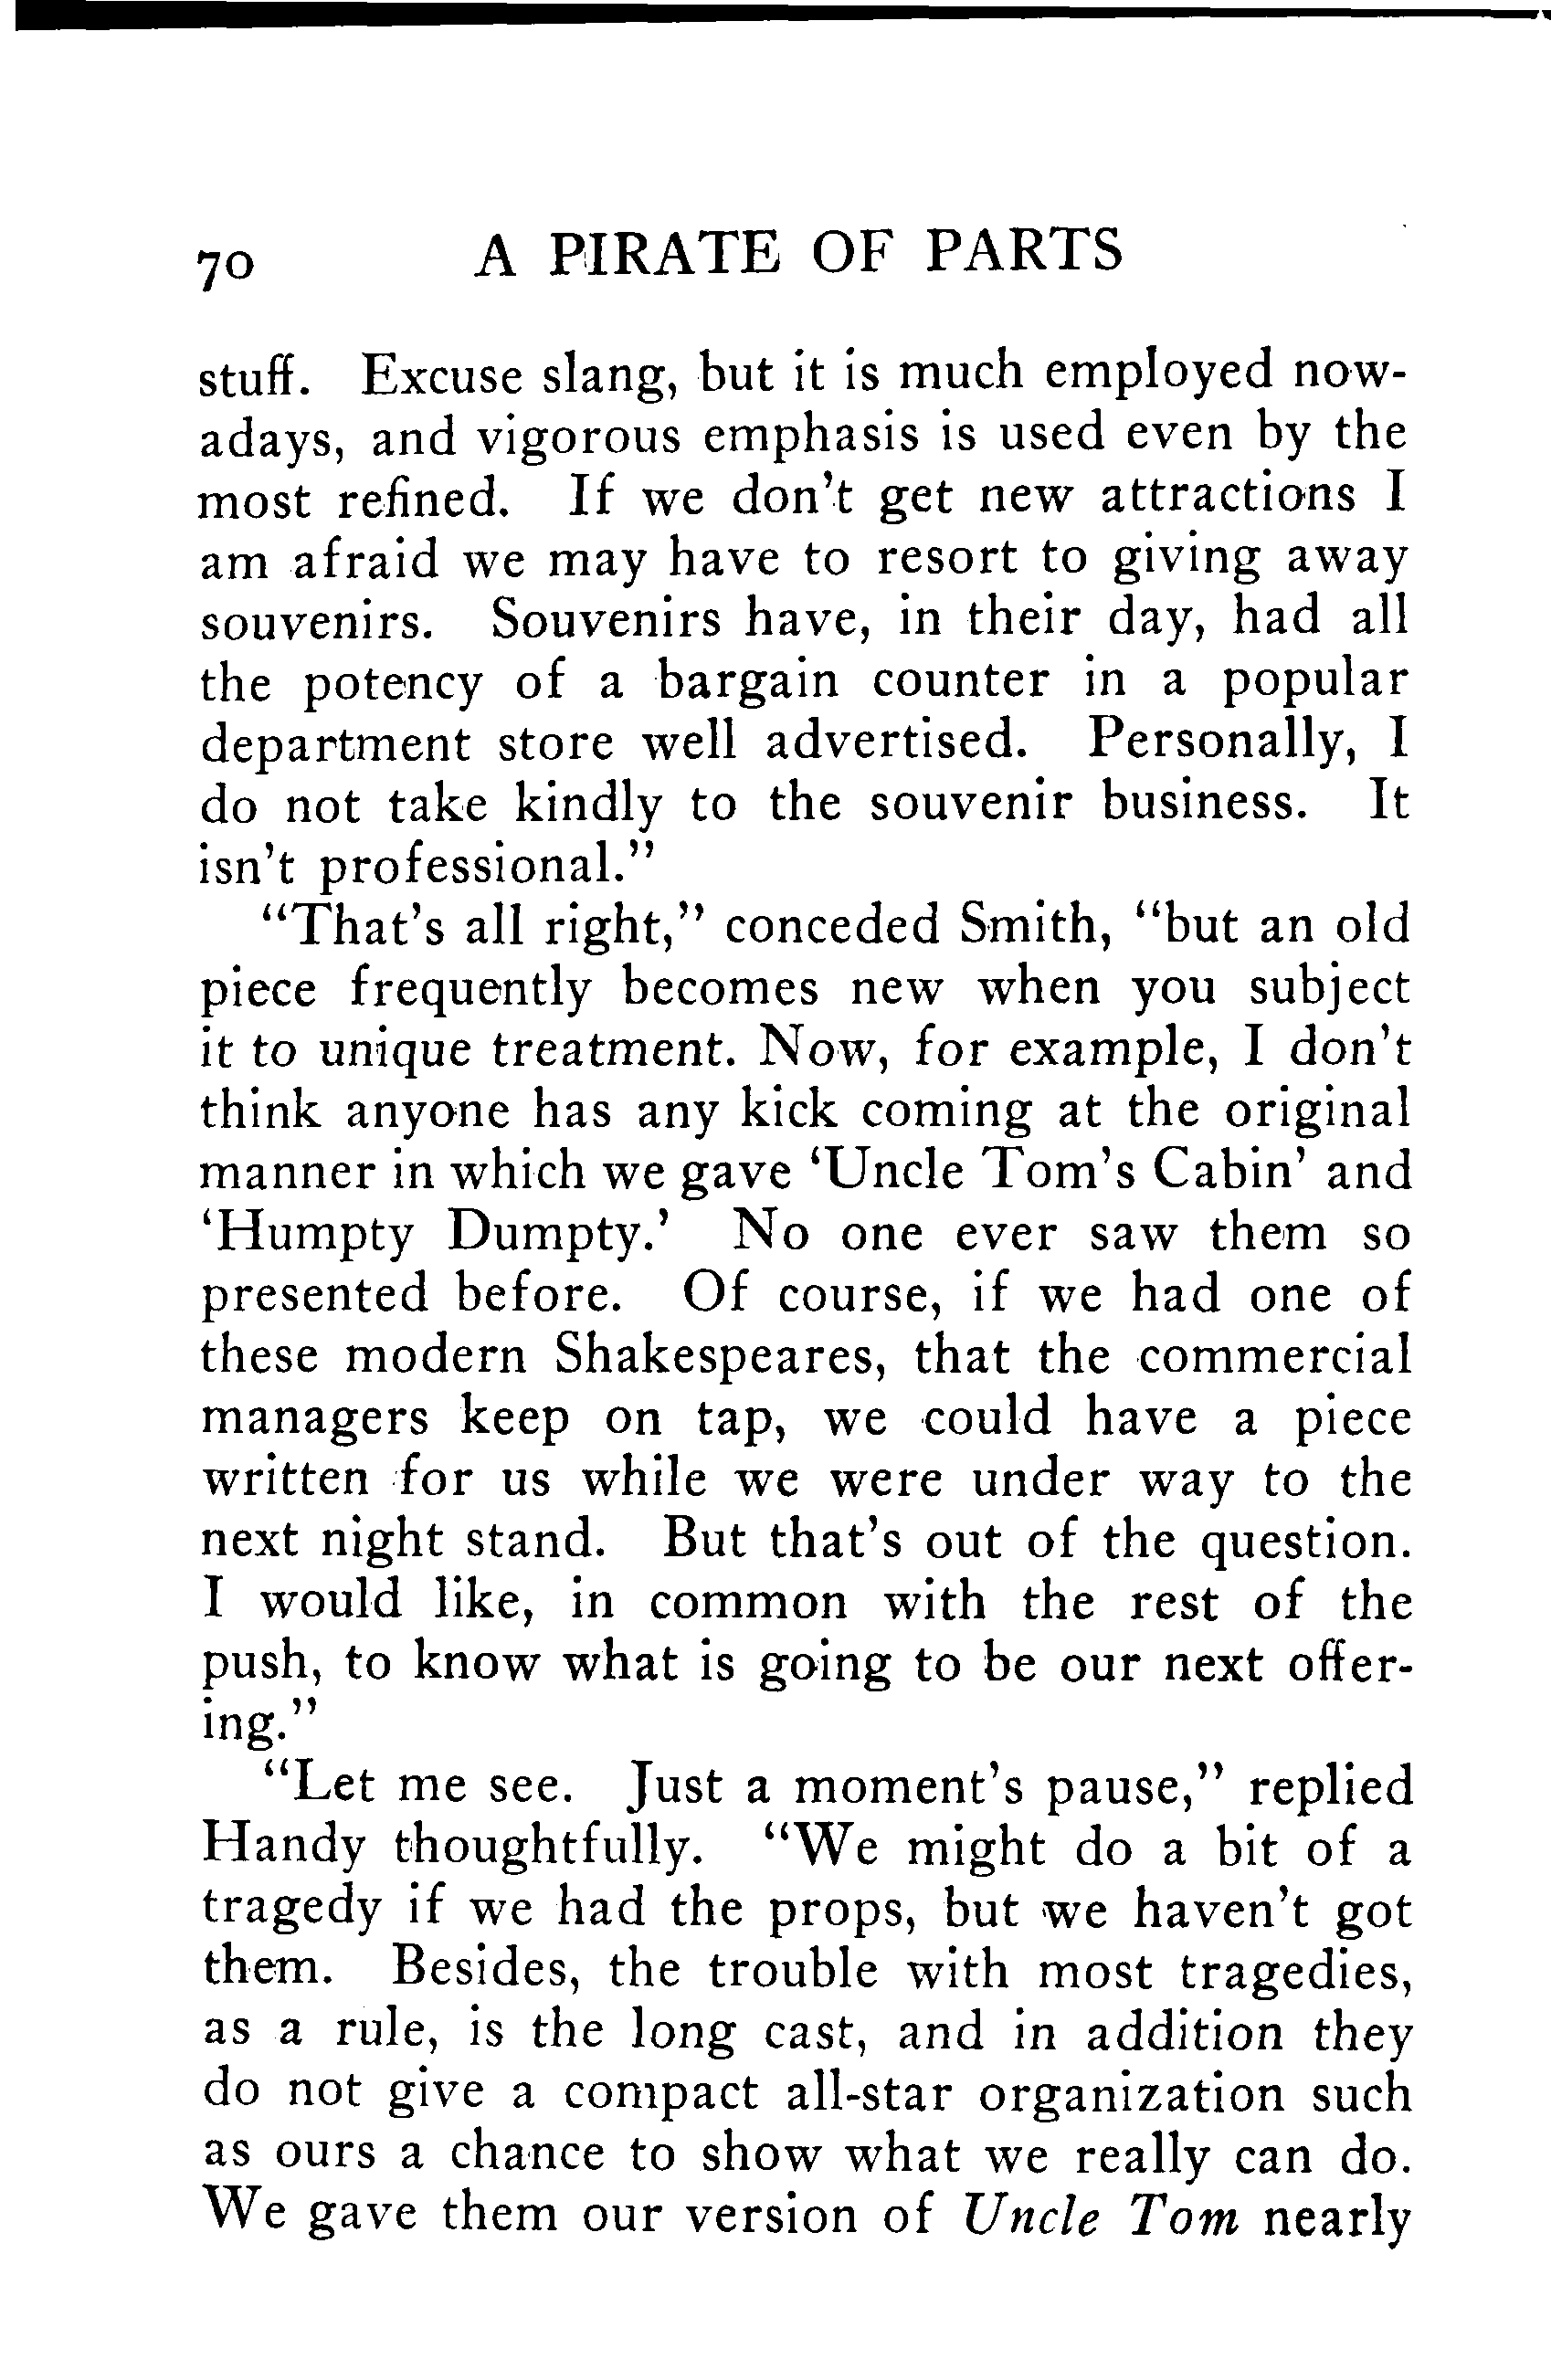 70 A PIRATE OF PARTS
stuff. Excuse slang, but it is much employed now-
adays, and vigorous emphasis is used even by the
most refined. If we don't get new attractions I
am afraid we may have to resort to giving away
souvenirs. Souvenirs have, in their day, had all
the potency of a bargain counter in a popular
department store well advertised. Personally, I
do not take kindly to the souvenir business. It
isn't professional."
"That's all right," conceded Smith, "but an old
piece frequently becomes new when you subject
it to unique treatment. Now, for example, I don't
think anyone has any kick coming at the original
manner in which we gave 'Uncle Tom's Cabin' and
'Humpty Dumpty.' No one ever saw them so
presented before. Of course, if we had one of
these modern Shakespeares, that the commercial
managers keep on tap, we could have a piece
written for us while we were under way to the
next night stand. But that's out of the question.
I would like, in common with the rest of the
push, to know what is going to be our next offer-
ing."
"Let me see. Just a moment's pause," replied
Handy thoughtfully. "We might do a bit of a
tragedy if we had the props, but we haven't got
them. Besides, the trouble with most tragedies,
as a rule, is the long cast, and in addition they
do not give a compact all-star organization such
as ours a chance to show what we really can do.
We gave them our version of Uncle Tom nearly